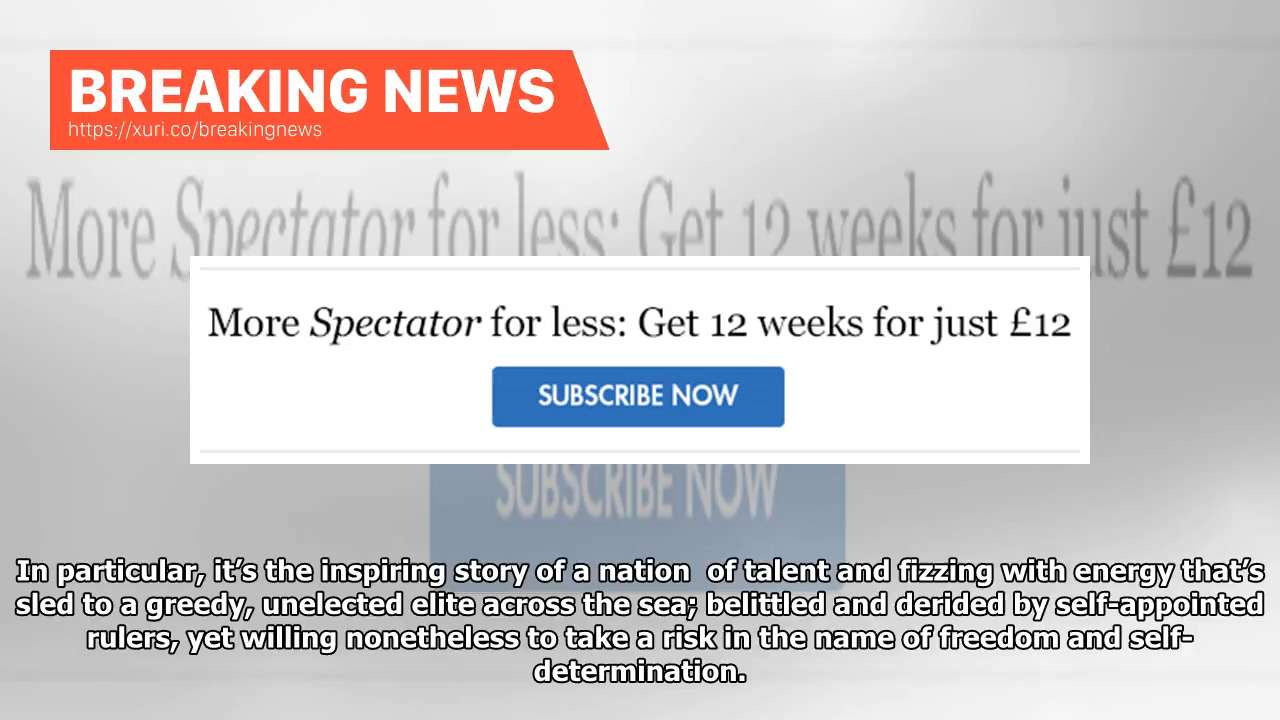 BREAKING NEWS
https://xuri.co/breakingnews
More Spectator for less: Get 12 weeks for just £12
More Spectator for less: Get 12 weeks for just £12
SUBSCRIBE NOW
SUBSCRIBE NOW
In particular, it’s the inspiring story of a nation  of talent and fizzing with energy that’s
sled to a greedy, unelected elite across the sea; belittled and derided by self-appointed
rulers, yet willing nonetheless to take a risk in the name of freedom and self-
determination.